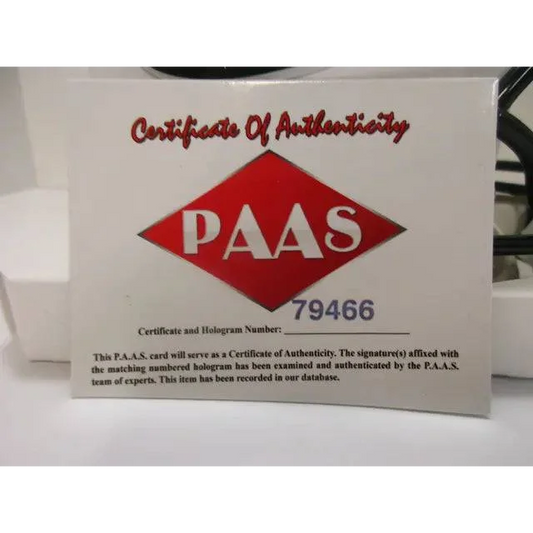 Certificate Of Authenticity
PAAS
79466
Certificate and Hologram Number:
This P.A.A.S. card will serve as a Certificate of Authenticity. The signature(s) affixed with
the matching numbered hologram has been examined and authenticated by the P.A.A.S.
team of experts. This item has been recorded in our database.